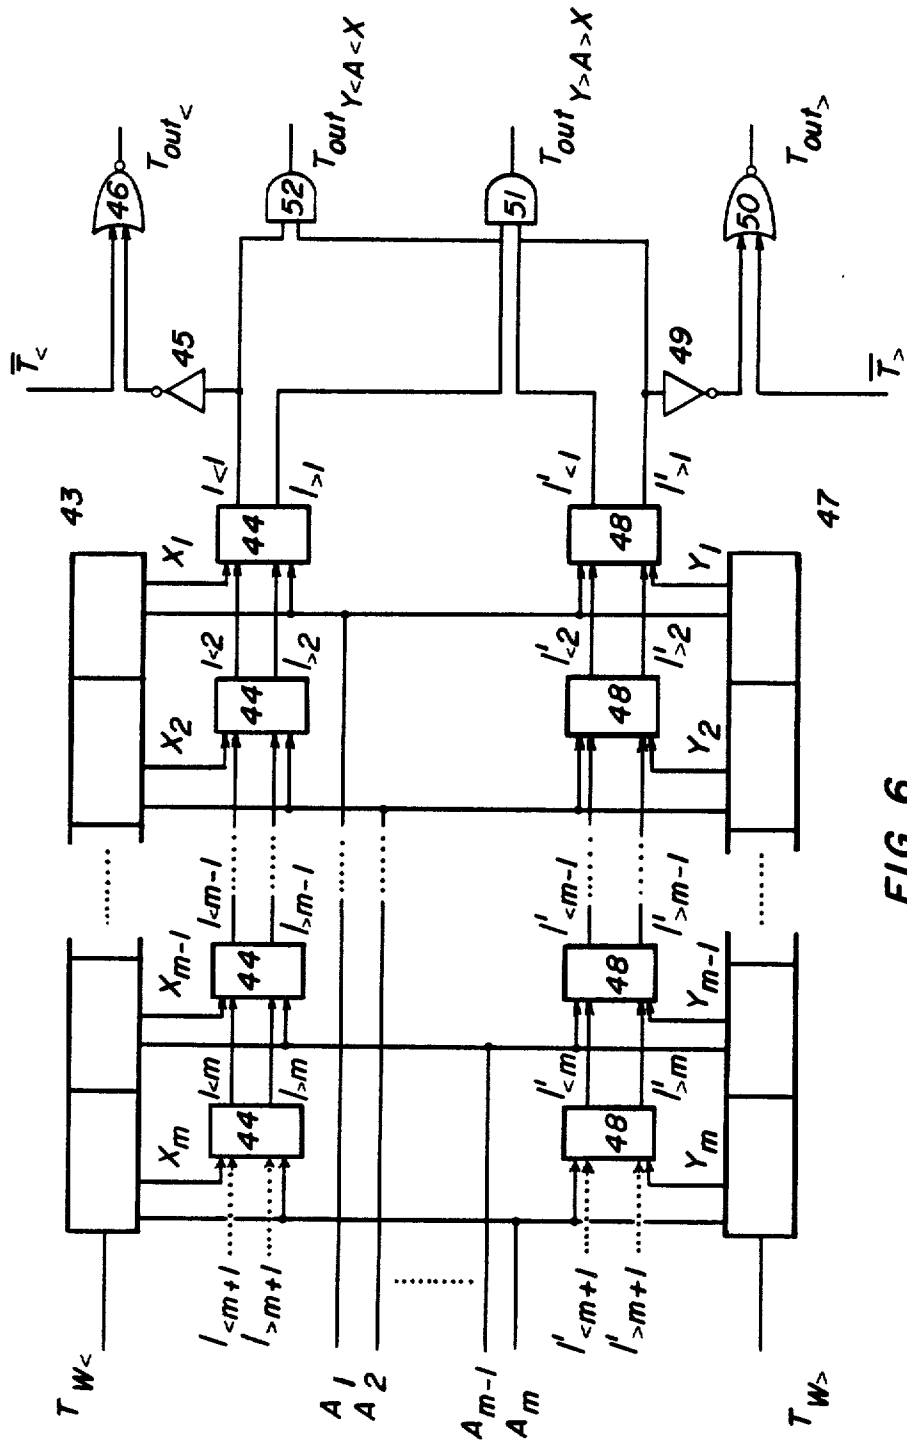 T̅<
T̅>
45
46
Tout<
52
Tout Y<A<X
51
Tout Y>A>X
49
50
Tout>
43
47
X1
X2
Xm-1
Xm
I<1
I>1
44
I<2
I>2
44
I<m-1
I>m-1
44
I<m
I>m
44
I<m+1
I>m+1
I'<1
I'>1
48
I'<2
I'>2
48
I'<m-1
I'>m-1
48
I'<m
I'>m
48
I'<m+1
I'>m+1
Y1
Y2
Ym-1
Ym
TW<
A1
A2
Am-1
Am
TW>
FIG. 6